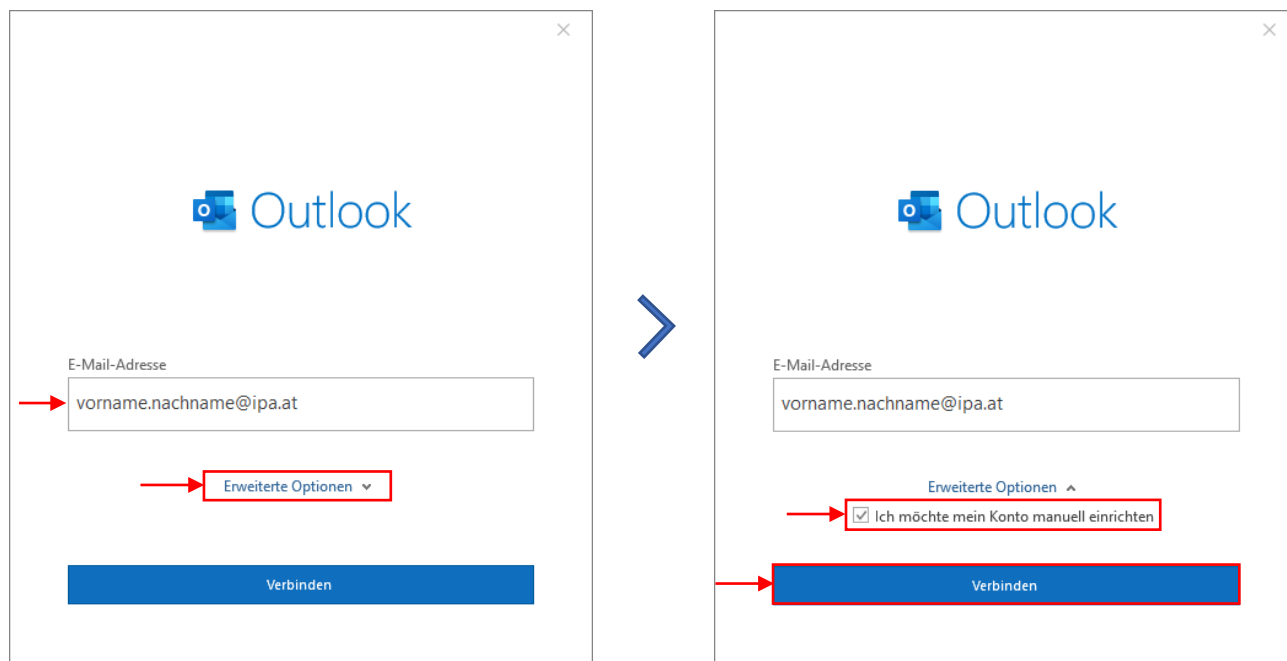 Outlook
E-Mail-Adresse
vorname.nachname@ipa.at
Erweiterte Optionen
Verbinden
Outlook
E-Mail-Adresse
vorname.nachname@ipa.at
Erweiterte Optionen
Ich möchte mein Konto manuell einrichten
Verbinden